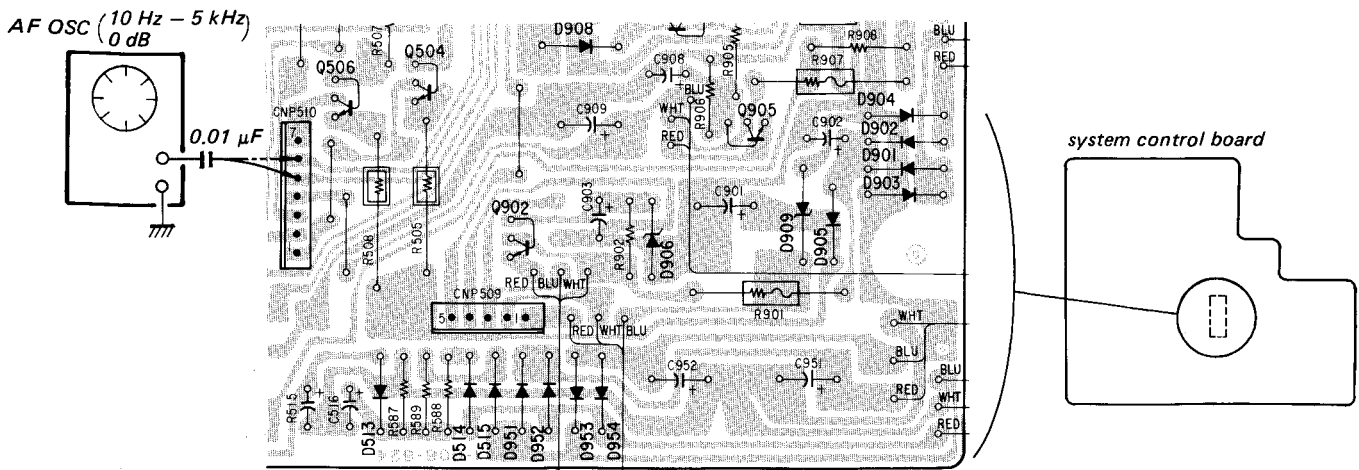 AF OSC (10 Hz – 5 kHz)
0 dB
0.01 µF
CNP510
7
Q506
R507
Q504
D908
C908
C909
R905
R906
BLU
WHT
RED
Q905
R906
R907
C902
D904
D902
D901
D903
BLU
RED
R508
R505
Q902
C903
R902
D906
C901
D909
D905
R901
RED BLU WHT
CNP509
5
RED WHT BLU
C952
C951
WHT
BLU
RED
BLU
WHT
RED
R515
C516
D513
R587
R589
R588
D514
D515
D951
D952
D953
D954
system control board